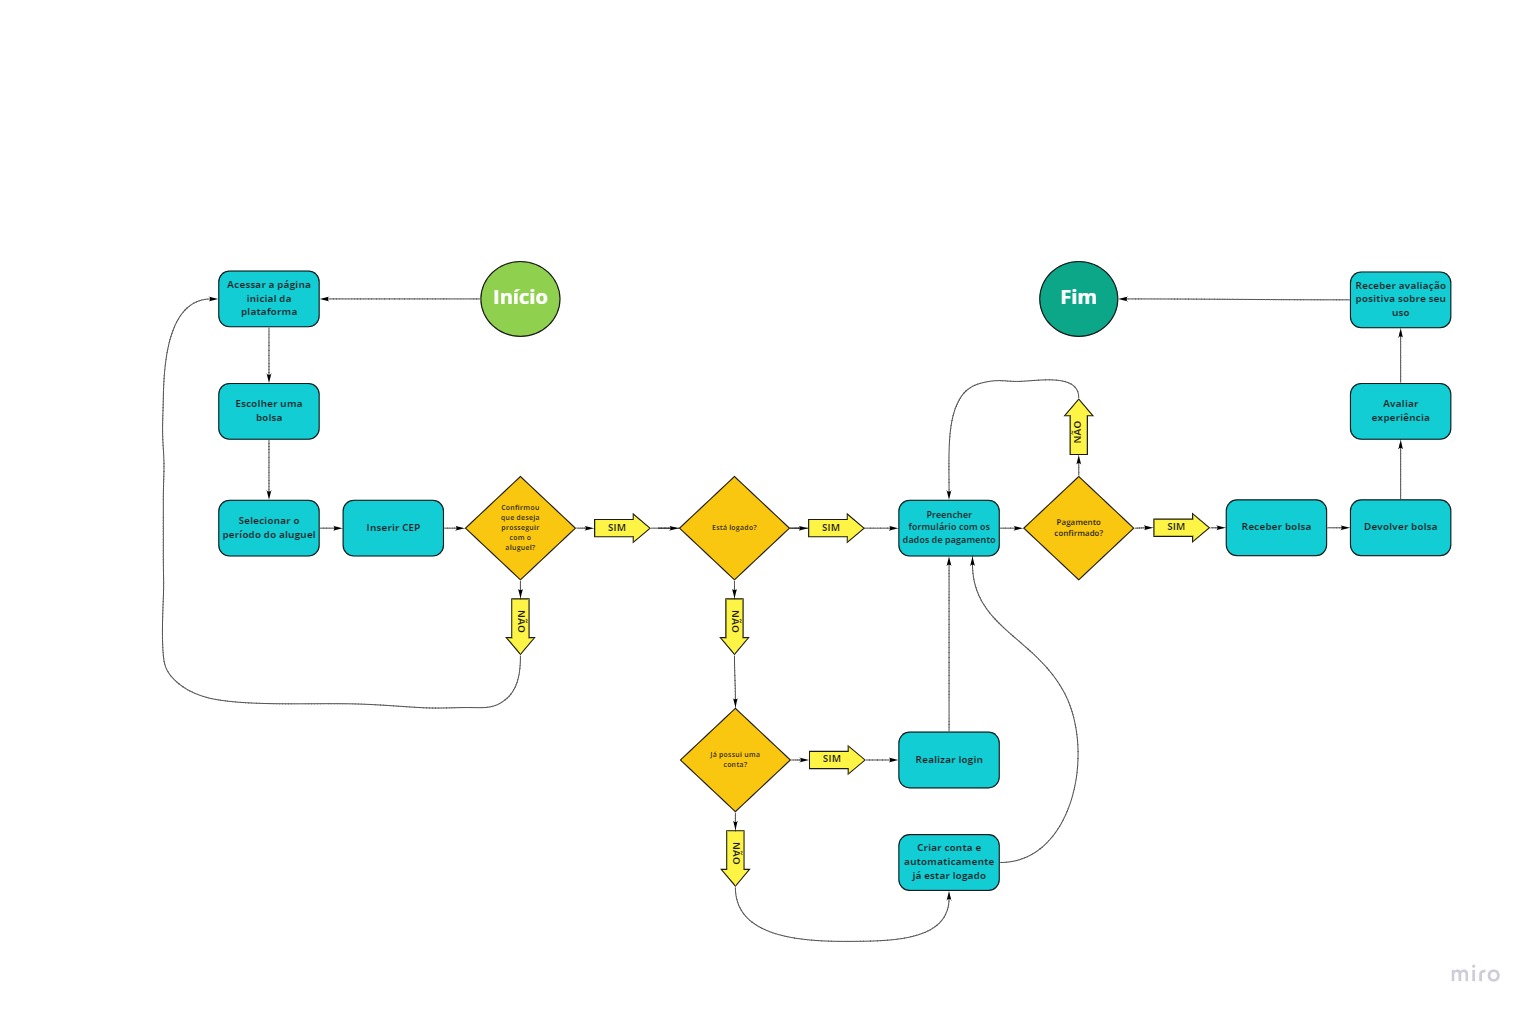 Início
Acessar a página
inicial da
plataforma
Escolher uma
bolsa
Selecionar o
período do aluguel
Inserir CEP
Confirmou
que deseja
prosseguir
com o
aluguel?
SIM
NÃO
Está logado?
SIM
NÃO
Já possui uma
conta?
SIM
Realizar login
NÃO
Criar conta e
automaticamente
já estar logado
Preencher
formulário com os
dados de pagamento
Pagamento
confirmado?
NÃO
SIM
Receber bolsa
Devolver bolsa
Avaliar
experiência
Receber avaliação
positiva sobre seu
uso
Fim
miro